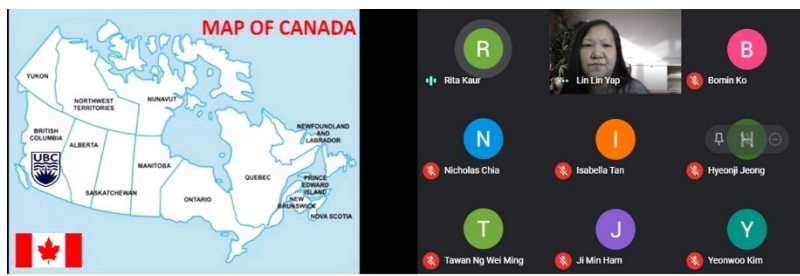 MAP OF CANADA
YUKON
NORTHWEST
TERRITORIES
NUNAVUT
BRITISH
COLUMBIA
ALBERTA
SASKATCHEWAN
MANITOBA
ONTARIO
QUEBEC
NEWFOUNDLAND
AND
LABRADOR
PRINCE
EDWARD
ISLAND
NEW
BRUNSWICK
NOVA SCOTIA
UBC
R
Rita Kaur
Lin Lin Yap
B
Bomin Ko
N
Nicholas Chia
I
Isabella Tan
H
Hyeonji Jeong
T
Tawan Ng Wei Ming
J
Ji Min Ham
Y
Yeonwoo Kim